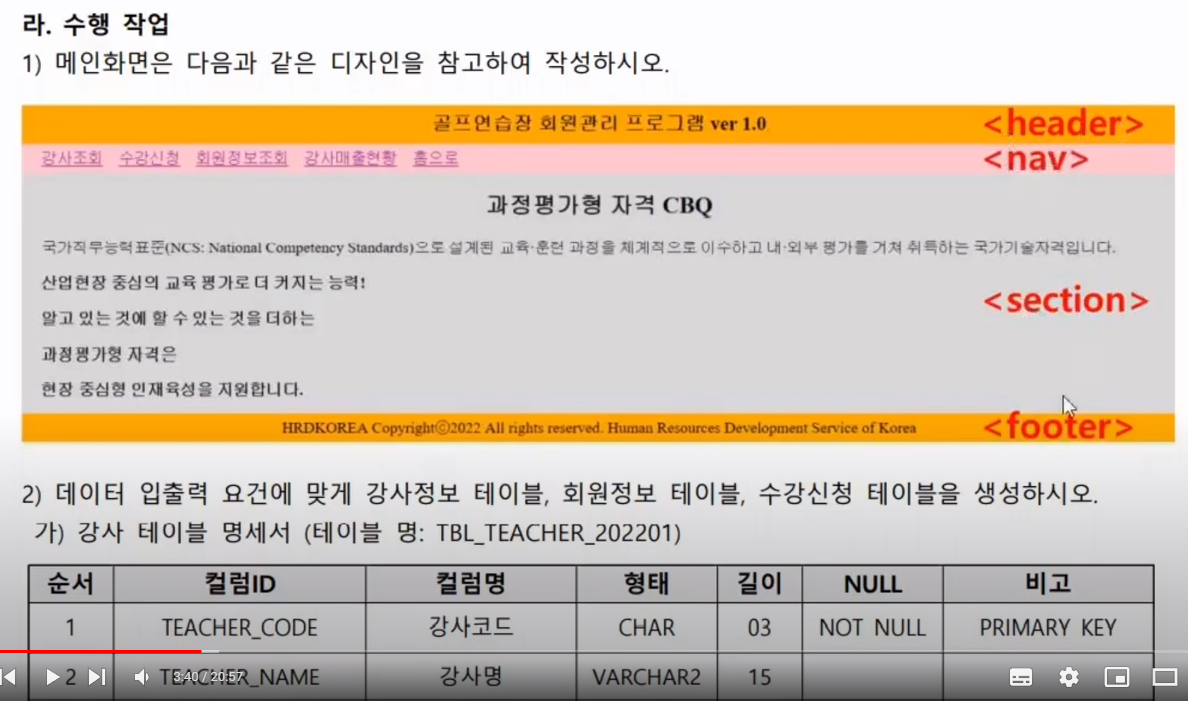 라. 수행 작업
1) 메인화면은 다음과 같은 디자인을 참고하여 작성하시오.
골프연습장 회원관리 프로그램 ver 1.0 <header>
강사조회 수강신청 회원정보조회 강사매출현황 홈으로 <nav>
과정평가형 자격 CBQ
국가직무능력표준(NCS: National Competency Standards)으로 설계된 교육·훈련 과정을 체계적으로 이수하고 내·외부 평가를 거쳐 취득하는 국가기술자격입니다.
산업현장 중심의 교육 평가로 더 커지는 능력!
<section>
알고 있는 것에 할 수 있는 것을 더하는
과정평가형 자격은
현장 중심형 인재육성을 지원합니다.
HRDKOREA Copyrightⓒ2022 All rights reserved. Human Resources Development Service of Korea <footer>
2) 데이터 입출력 요건에 맞게 강사정보 테이블, 회원정보 테이블, 수강신청 테이블을 생성하시오.
가) 강사 테이블 명세서 (테이블 명: TBL_TEACHER_202201)
순서 컬럼ID 컬럼명 형태 길이 NULL 비고
1 TEACHER_CODE 강사코드 CHAR 03 NOT NULL PRIMARY KEY
2 TEACHER_NAME 강사명 VARCHAR2 15
3:40 / 20:57